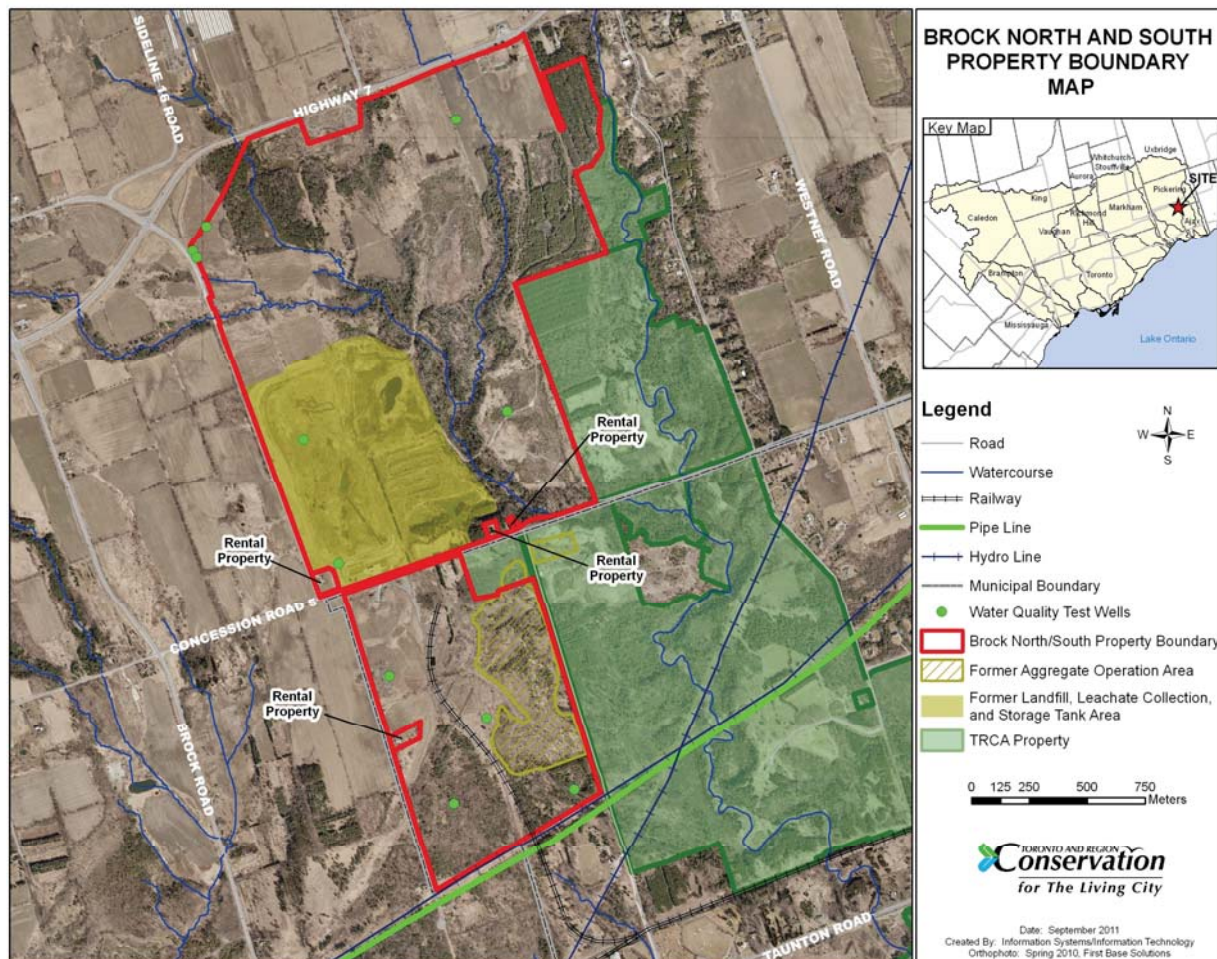 SIDELINE 16 ROAD
HIGHWAY 7
WESTNEY ROAD
Rental
Property
Rental
Property
Rental
Property
CONCESSION ROAD 5
Rental
Property
BROCK ROAD
TAUNTON ROAD
BROCK NORTH AND SOUTH
PROPERTY BOUNDARY
MAP
Key Map
Uxbridge
Whitchurch-
Stouffville
Aurora
SITE
Pickering
King
Markham
Richmond
Hill
Ajax
Caledon
Vaughan
Brampton
Toronto
Mississauga
Lake Ontario
Legend
N
W E
S
Road
Watercourse
Railway
Pipe Line
Hydro Line
Municipal Boundary
Water Quality Test Wells
Brock North/South Property Boundary
Former Aggregate Operation Area
Former Landfill, Leachate Collection,
and Storage Tank Area
TRCA Property
0 125 250 500 750
Meters
TORONTO AND REGION
Conservation
for The Living City
Date: September 2011
Created By: Information Systems/Information Technology
Orthophoto: Spring 2010, First Base Solutions